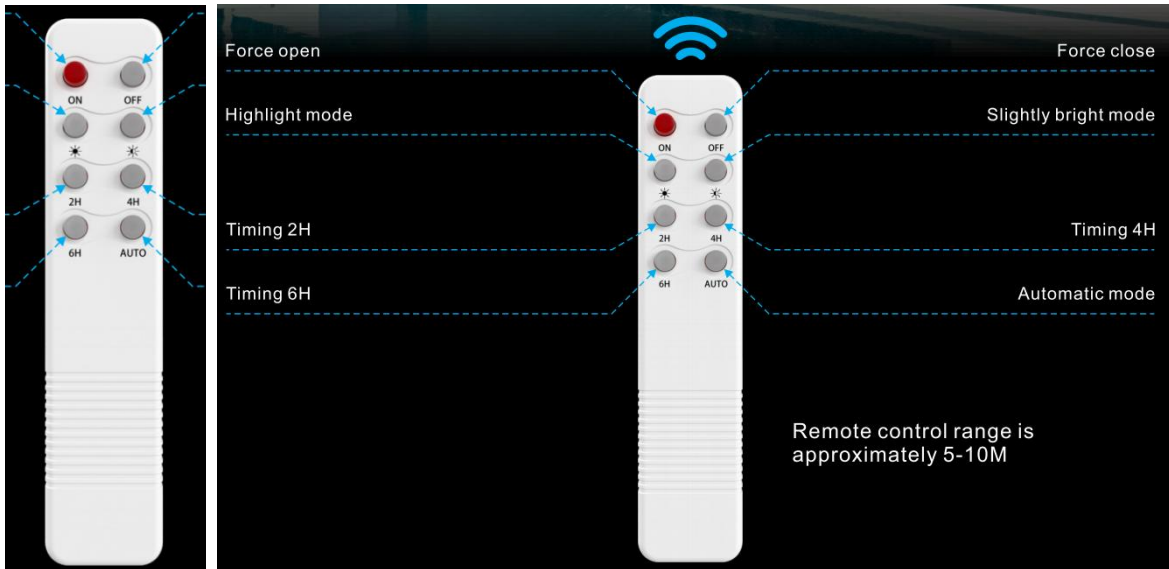 ON OFF
2H 4H
6H AUTO
Force open
Force close
Highlight mode
Slightly bright mode
ON OFF
Timing 2H
Timing 4H
2H 4H
Timing 6H
Automatic mode
6H AUTO
Remote control range is
approximately 5-10M